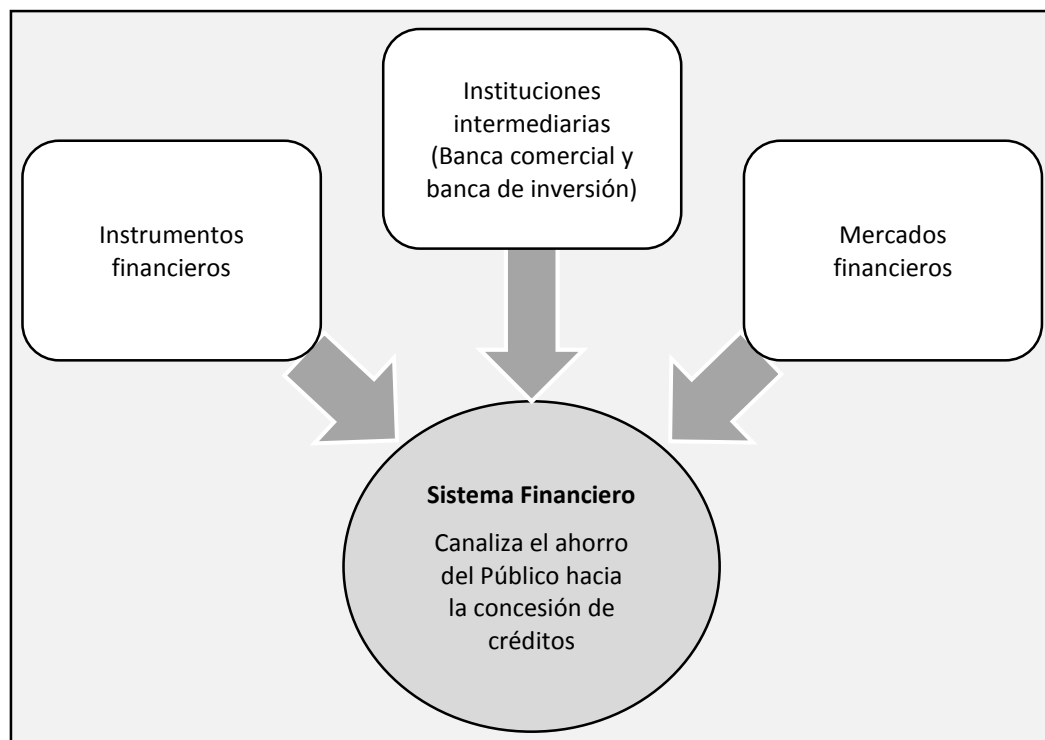 Instituciones
intermediarias
(Banca comercial y
banca de inversión)
Instrumentos
financieros
Mercados
financieros
Sistema Financiero
Canaliza el ahorro
del Público hacia
la concesión de
créditos